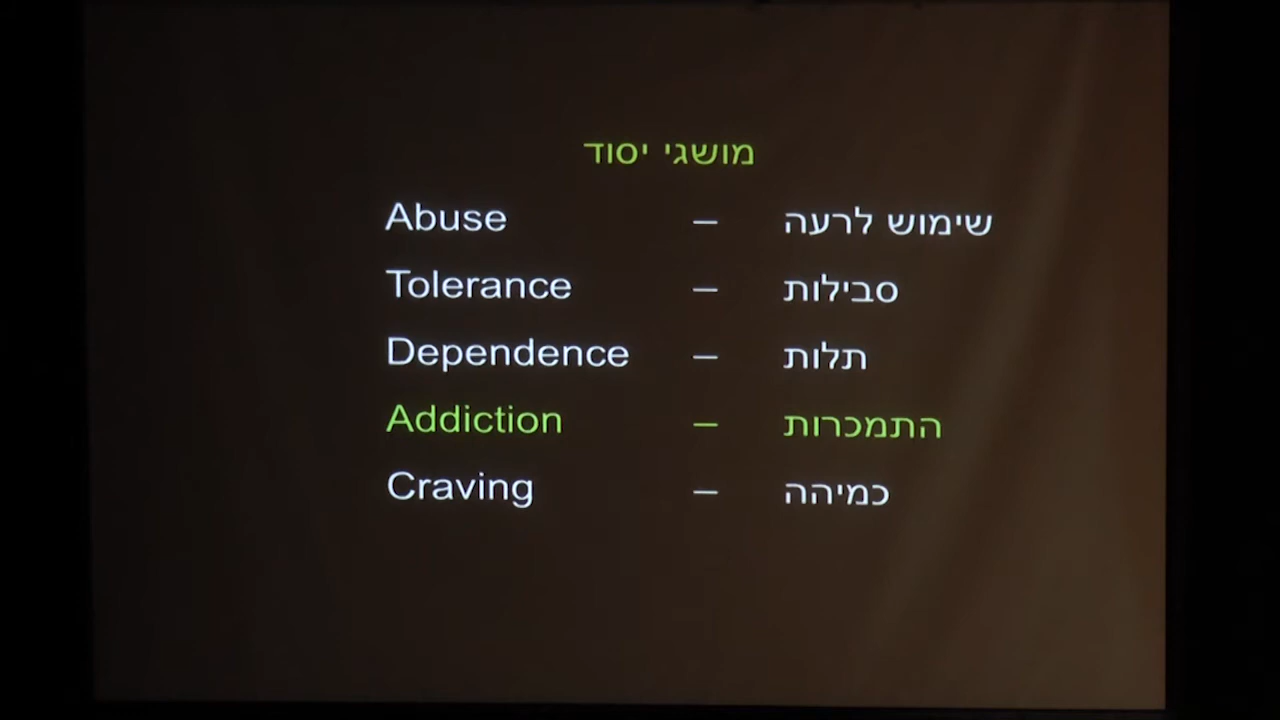 מושגי יסוד
Abuse – שימוש לרעה
Tolerance – סבילות
Dependence – תלות
Addiction – התמכרות
Craving – כמיהה